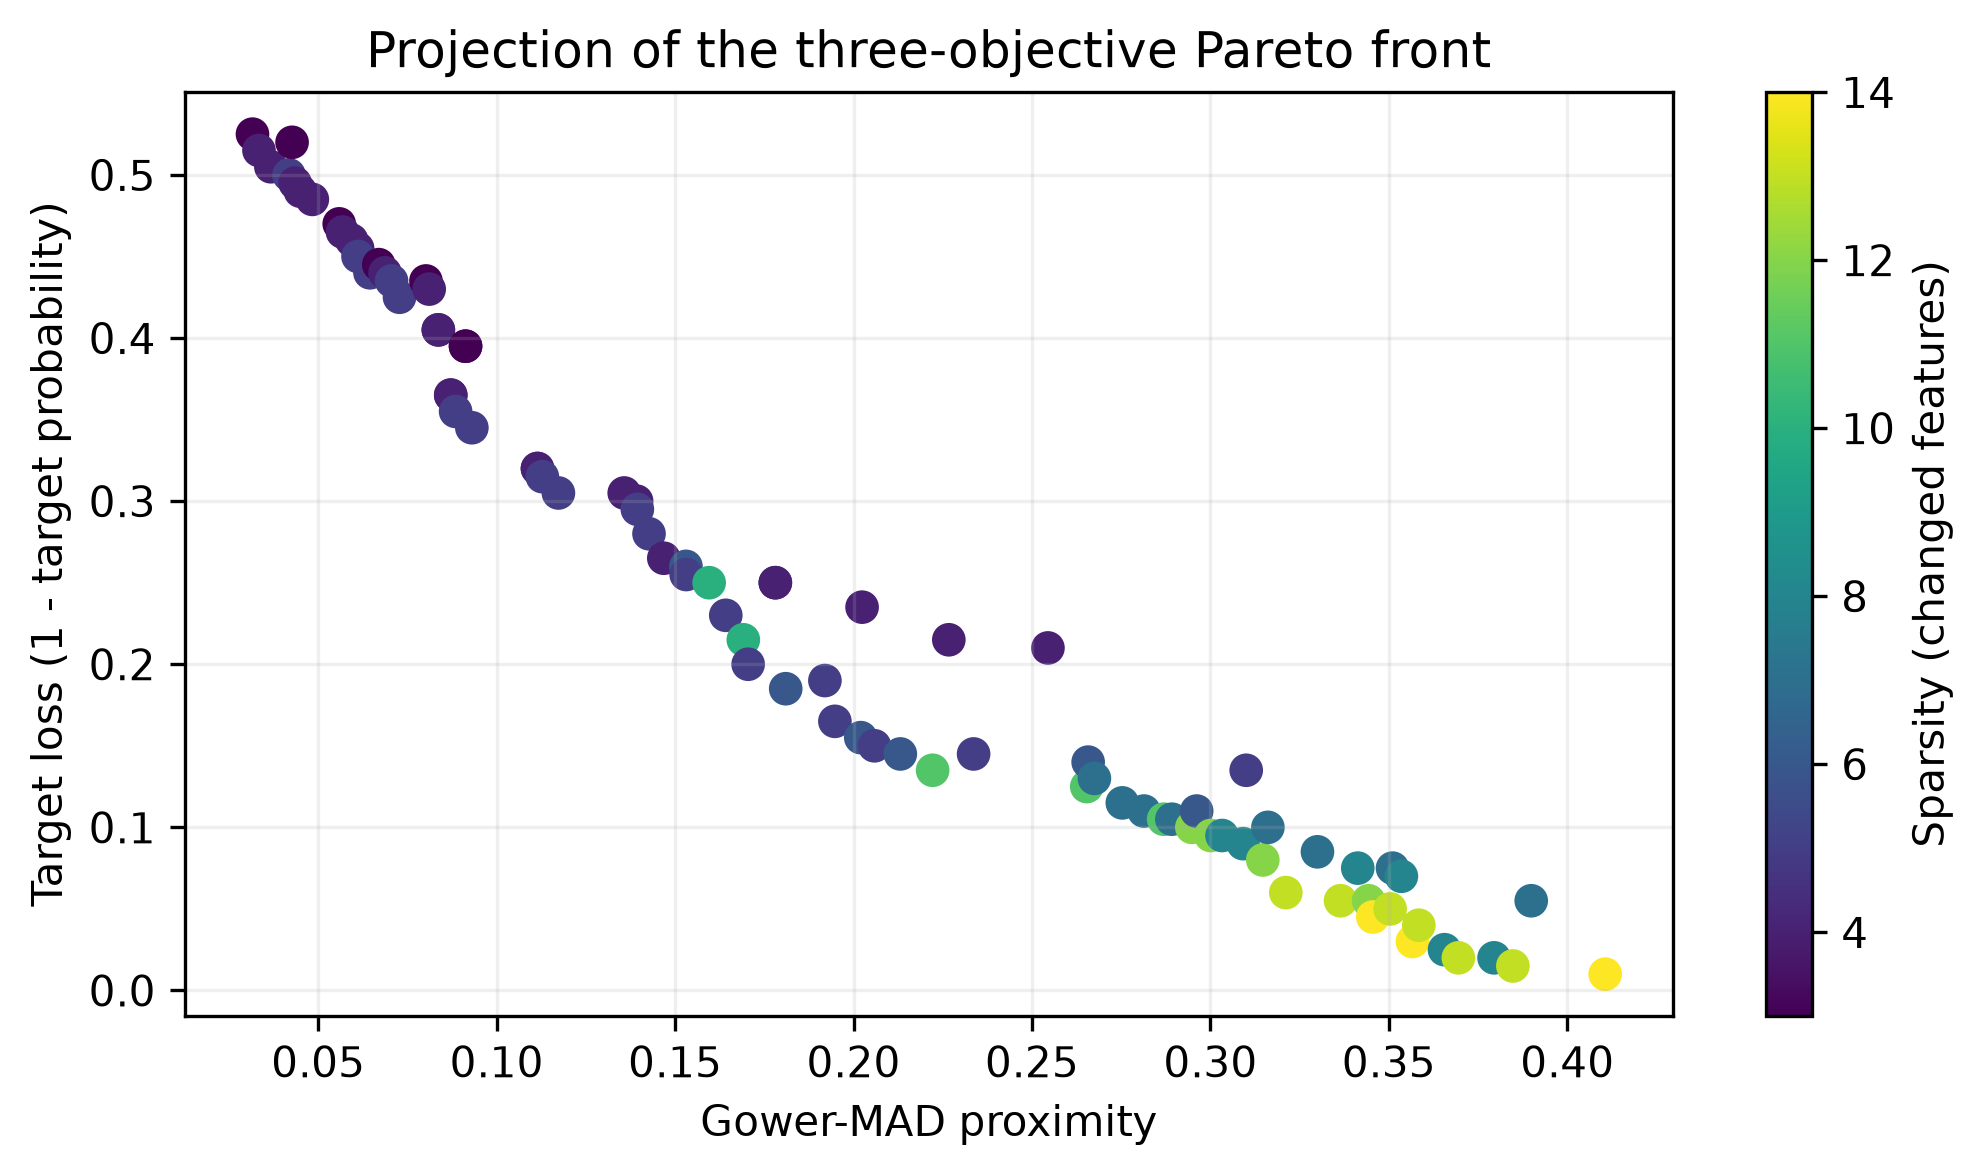 Projection of the three-objective Pareto front
Target loss (1 - target probability)
0.5
0.4
0.3
0.2
0.1
0.0
0.05 0.10 0.15 0.20 0.25 0.30 0.35 0.40
Gower-MAD proximity
14
12
10
8
6
4
Sparsity (changed features)